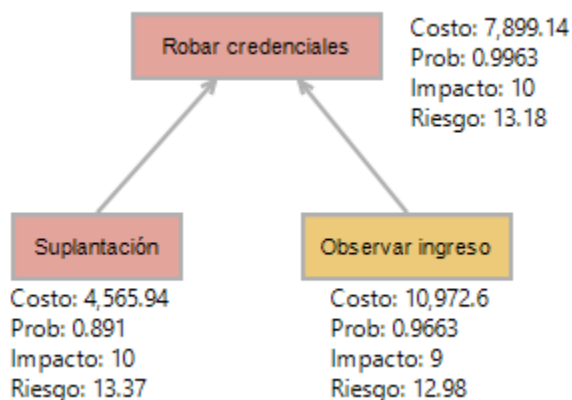 Robar credenciales
Costo: 7,899.14
Prob: 0.9963
Impacto: 10
Riesgo: 13.18
Suplantación
Costo: 4,565.94
Prob: 0.891
Impacto: 10
Riesgo: 13.37
Observar ingreso
Costo: 10,972.6
Prob: 0.9663
Impacto: 9
Riesgo: 12.98